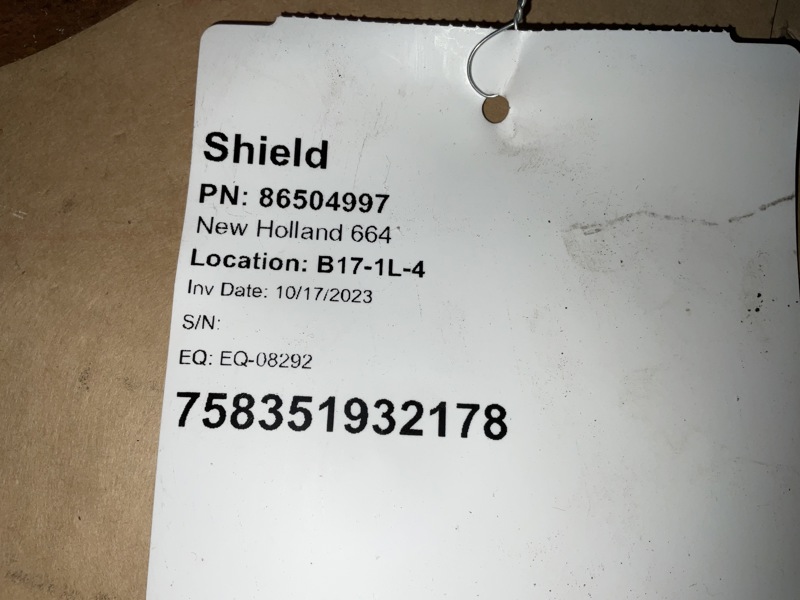 Shield
PN: 86504997
New Holland 664
Location: B17-1L-4
Inv Date: 10/17/2023
S/N:
EQ: EQ-08292
758351932178